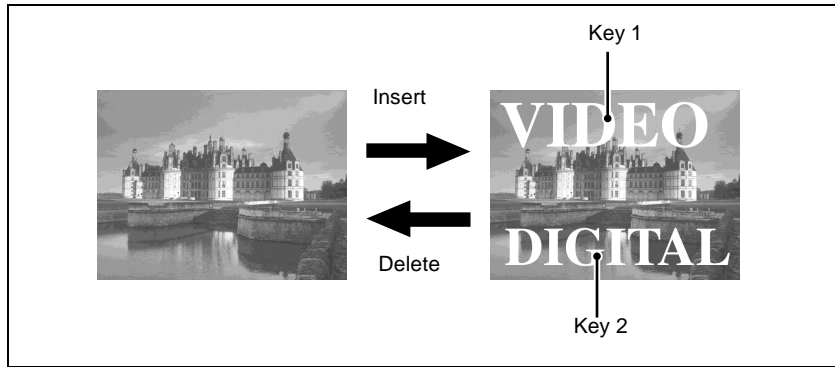 Key 1
Insert
VIDEO
Delete
DIGITAL
Key 2